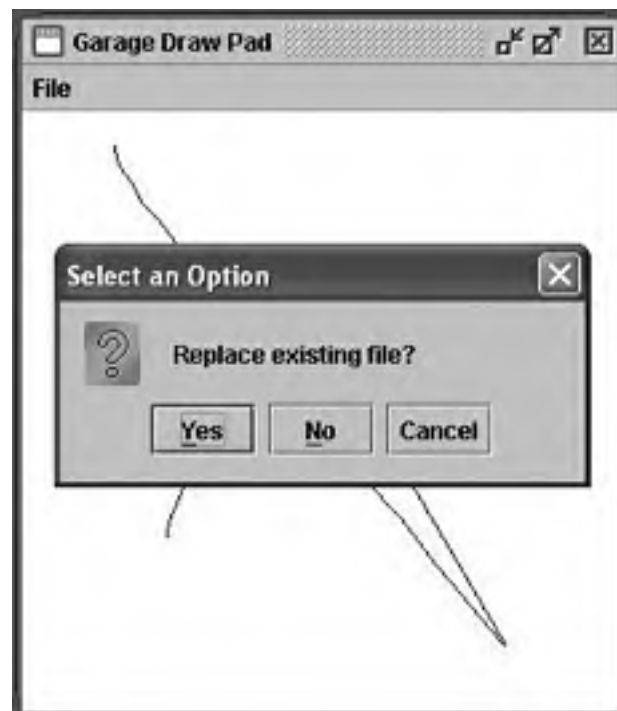 Garage Draw Pad
File
Select an Option
Replace existing file?
Yes No Cancel